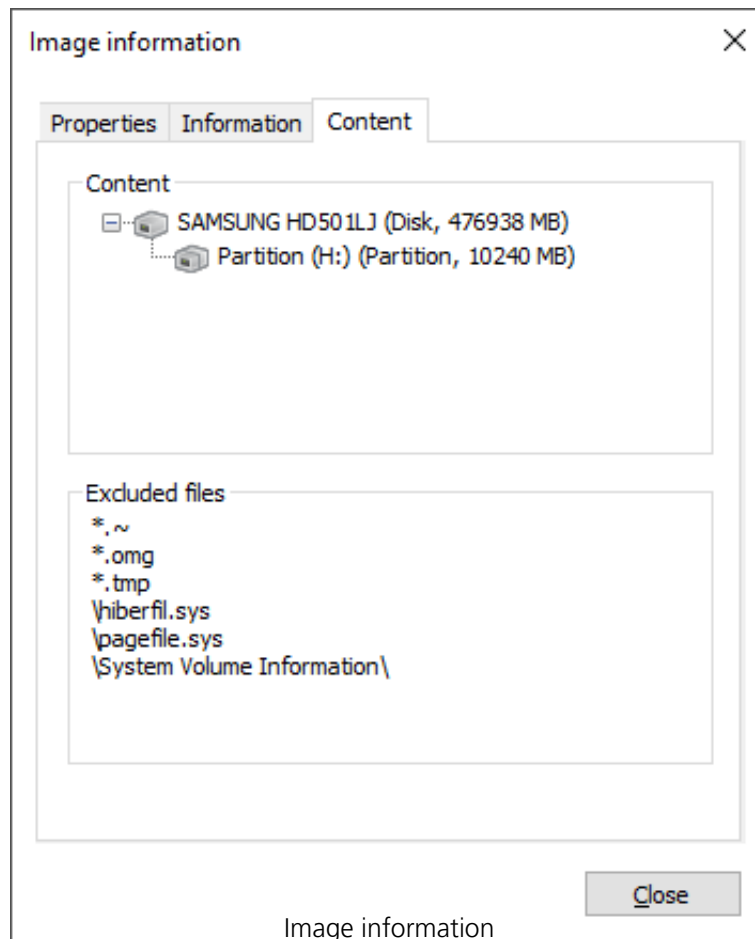 Image information
Properties Information Content
Content
SAMSUNG HD501LJ (Disk, 476938 MB)
Partition (H:) (Partition, 10240 MB)
Excluded files
*.~
*.omg
*.tmp
\hiberfil.sys
\pagefile.sys
\System Volume Information\
Close
Image information